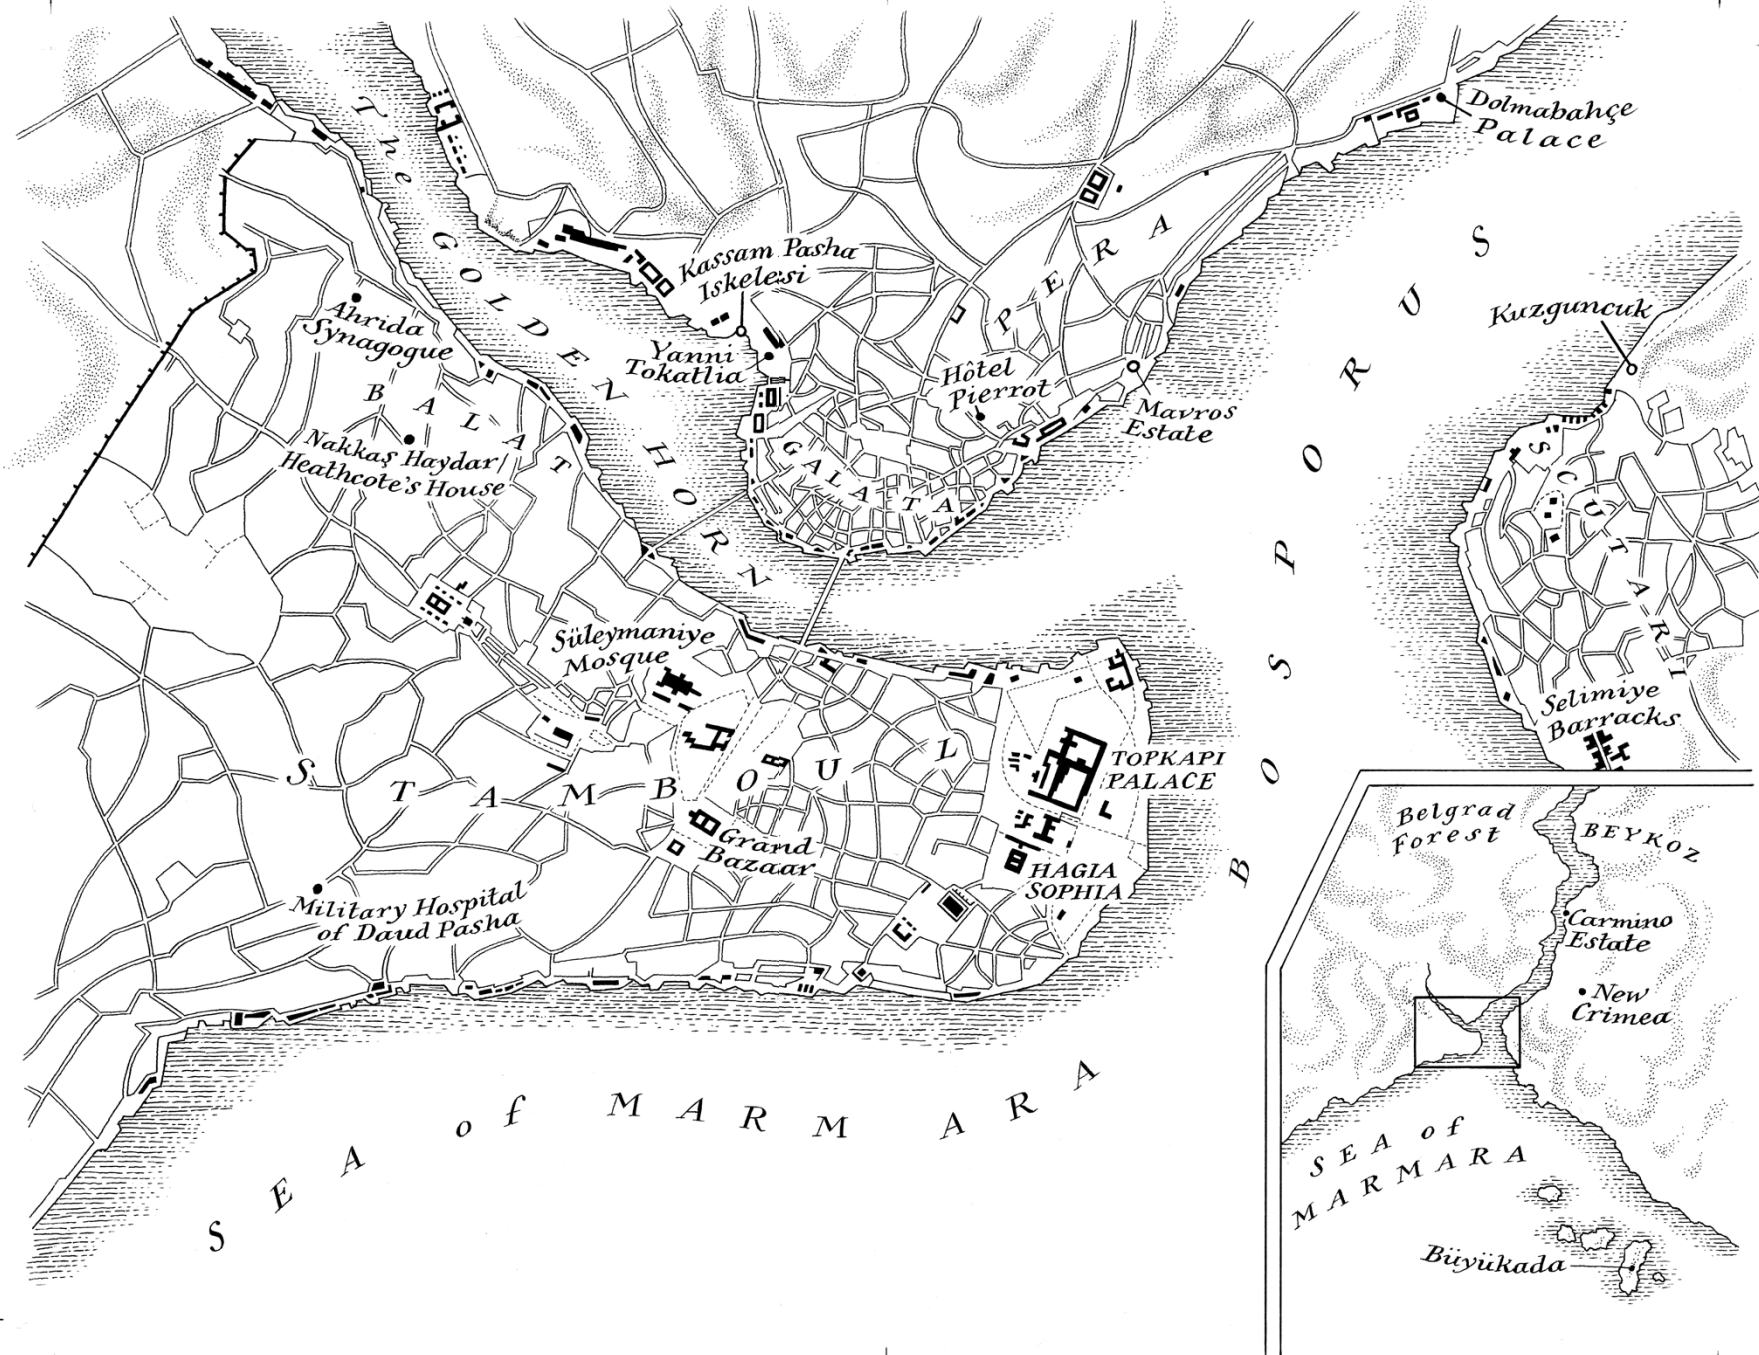 Dolmabahçe
Palace
The GOLDEN HORN
Kassam Pasha
Iskelesi
PERA
BOSPORUS
Kuzguncuk
Ahrida
Synagogue
Yanni
Tokatlia
Hôtel
Pierrot
Mavros
Estate
BALAT
Nakkaş Haydar/
Heathcote's House
GALATA
SCUTARI
Süleymaniye
Mosque
Selimiye
Barracks
STAMBOUL
TOPKAPI
PALACE
Grand
Bazaar
HAGIA
SOPHIA
Military Hospital
of Daud Pasha
SEA of MARMARA
Belgrad
Forest
BEYKOZ
Carmino
Estate
New
Crimea
SEA of
MARMARA
Büyükada